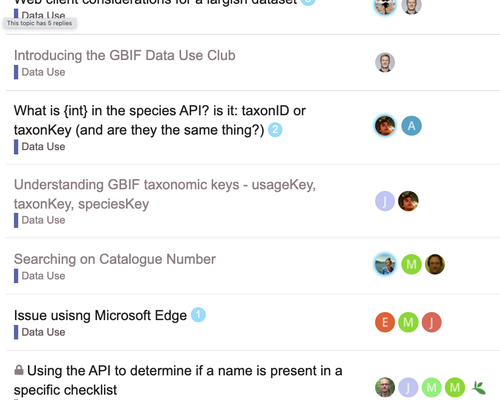 Web client considerations for a largish dataset
Data Use
This topic has 5 replies
Introducing the GBIF Data Use Club
Data Use
What is {int} in the species API? is it: taxonID or
taxonKey (and are they the same thing?) 2
Data Use
A
Understanding GBIF taxonomic keys - usageKey,
taxonKey, speciesKey
Data Use
J
Searching on Catalogue Number
Data Use
M
Issue usisng Microsoft Edge 1
Data Use
E M J
Using the API to determine if a name is present in a
specific checklist
J M M